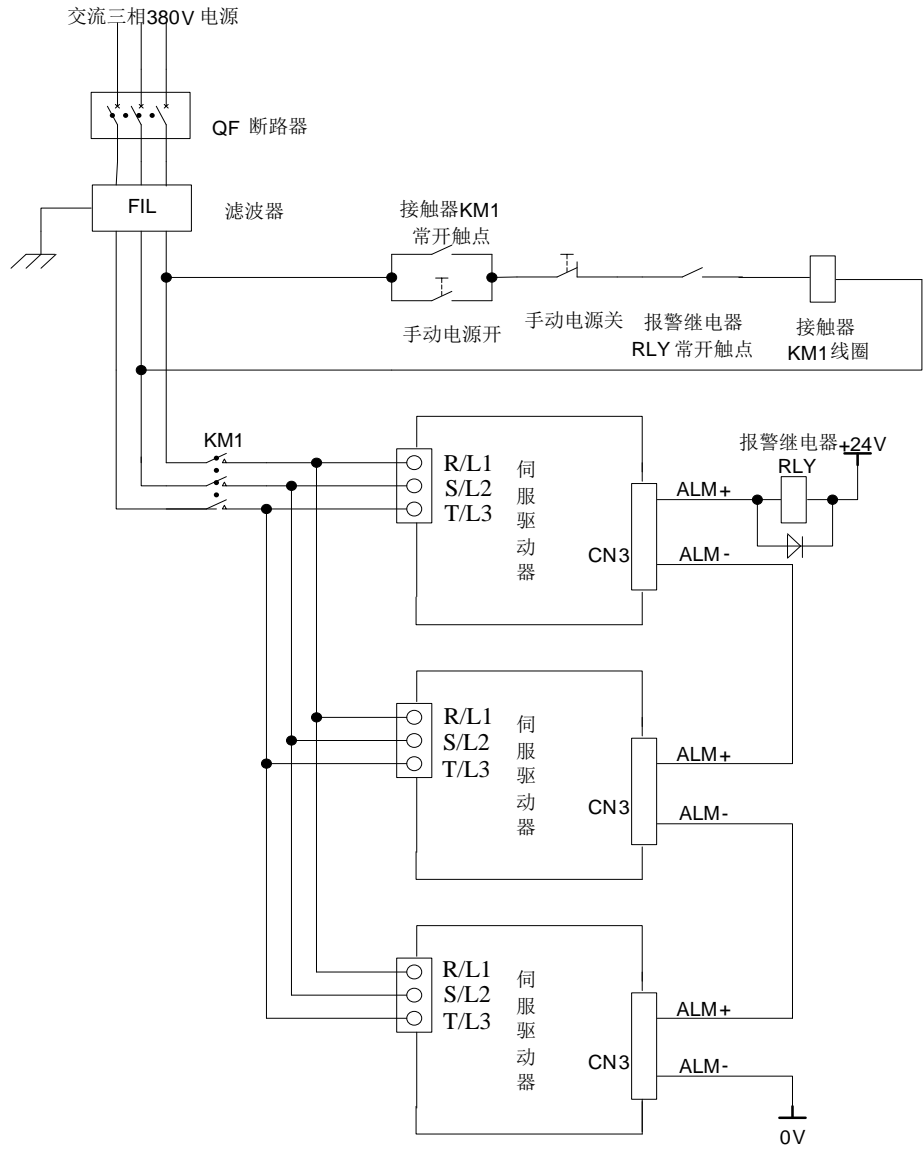 交流三相380V 电源
QF 断路器
FIL
滤波器
接触器KM1
常开触点
手动电源开
手动电源关
报警继电器
RLY 常开触点
接触器
KM1线圈
KM1
R/L1
S/L2
T/L3
伺服驱动器
CN3
ALM+
ALM-
报警继电器
RLY
+24V
R/L1
S/L2
T/L3
伺服驱动器
CN3
ALM+
ALM-
R/L1
S/L2
T/L3
伺服驱动器
CN3
ALM+
ALM-
0V